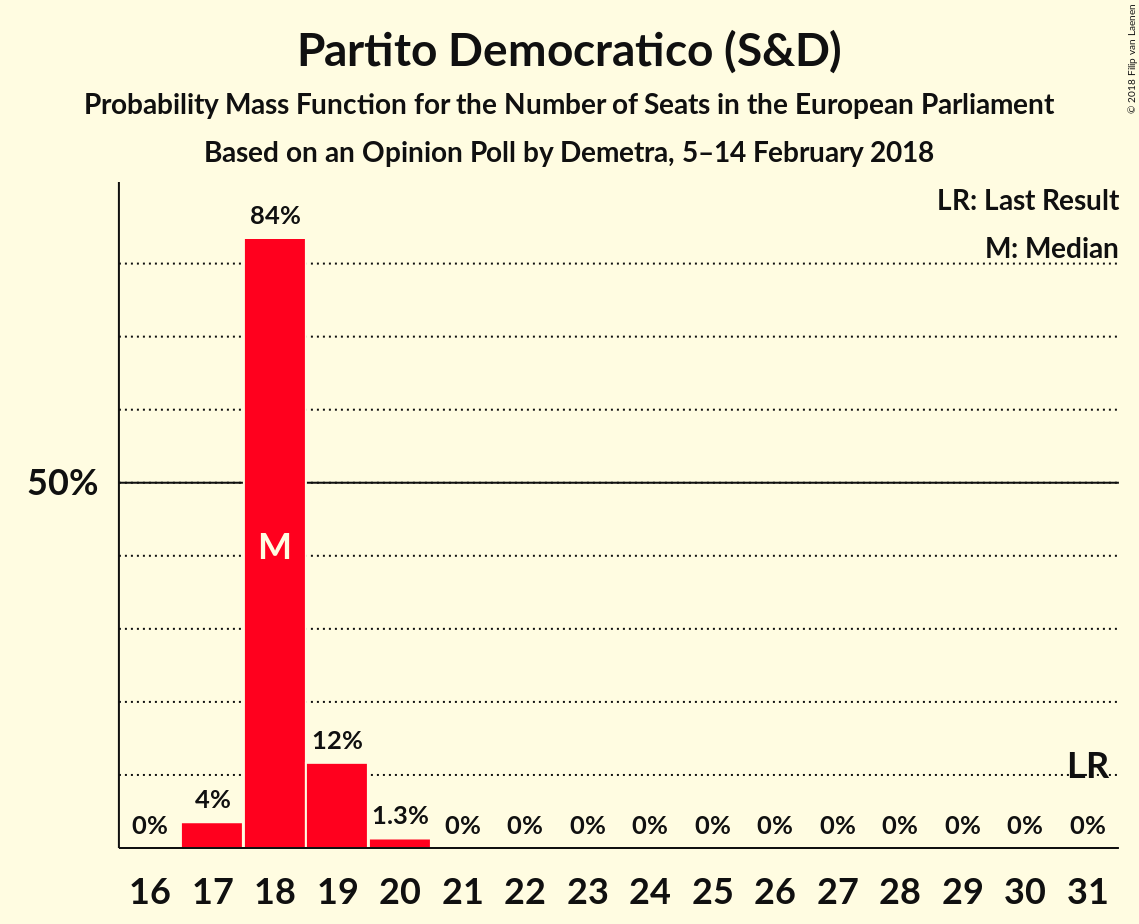 Partito Democratico (S&D)
Probability Mass Function for the Number of Seats in the European Parliament
Based on an Opinion Poll by Demetra, 5–14 February 2018
© 2018 Filip van Laenen
LR: Last Result
M: Median
84%
50%
M
12%
LR
4%
1.3%
0% 0% 0% 0% 0% 0% 0% 0% 0% 0% 0% 0%
16 17 18 19 20 21 22 23 24 25 26 27 28 29 30 31